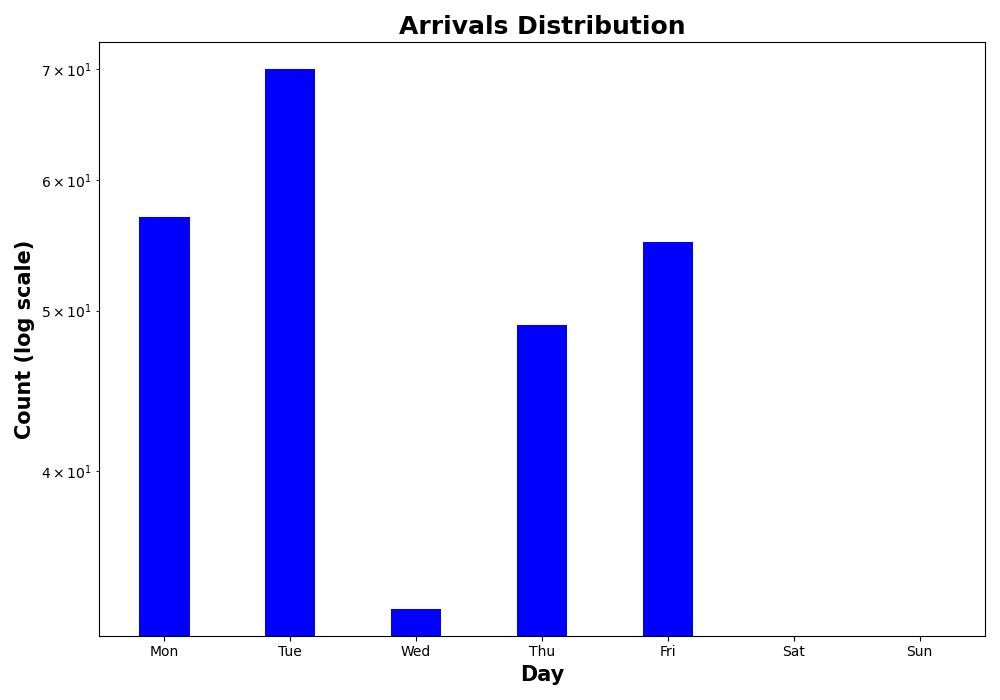 Arrivals Distribution
7 × 10¹
6 × 10¹
5 × 10¹
4 × 10¹
Count (log scale)
Mon Tue Wed Thu Fri Sat Sun
Day